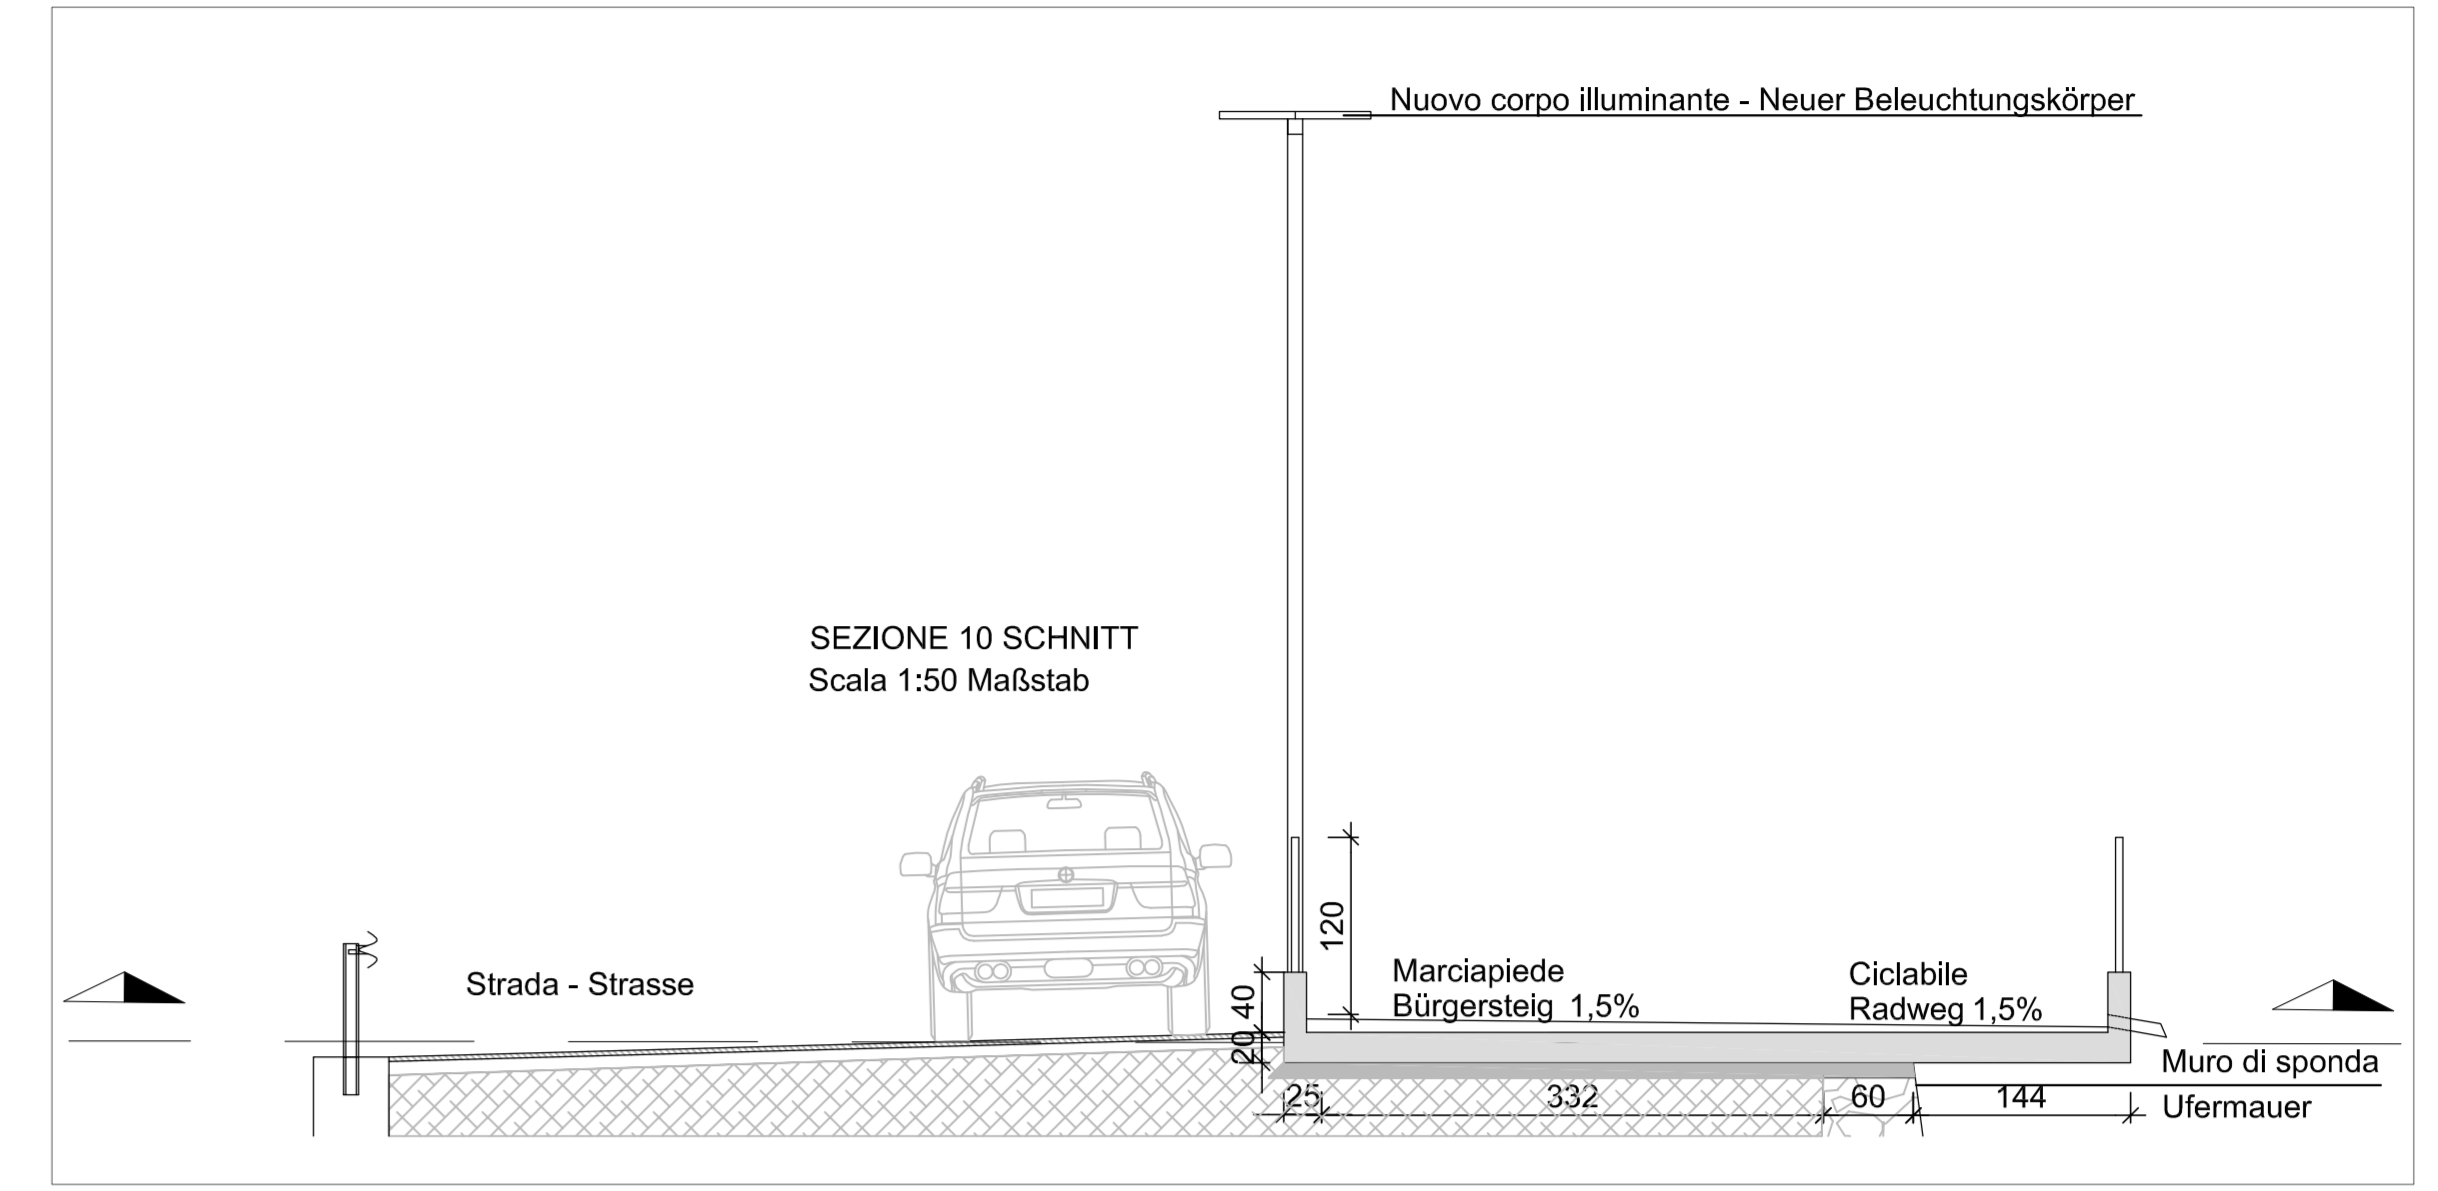 Nuovo corpo illuminante - Neuer Beleuchtungskörper
SEZIONE 10 SCHNITT
Scala 1:50 Maßstab
Strada - Strasse
120
40
20
Marciapiede
Bürgersteig 1,5%
Ciclabile
Radweg 1,5%
Muro di sponda
Ufermauer
25
332
60
144